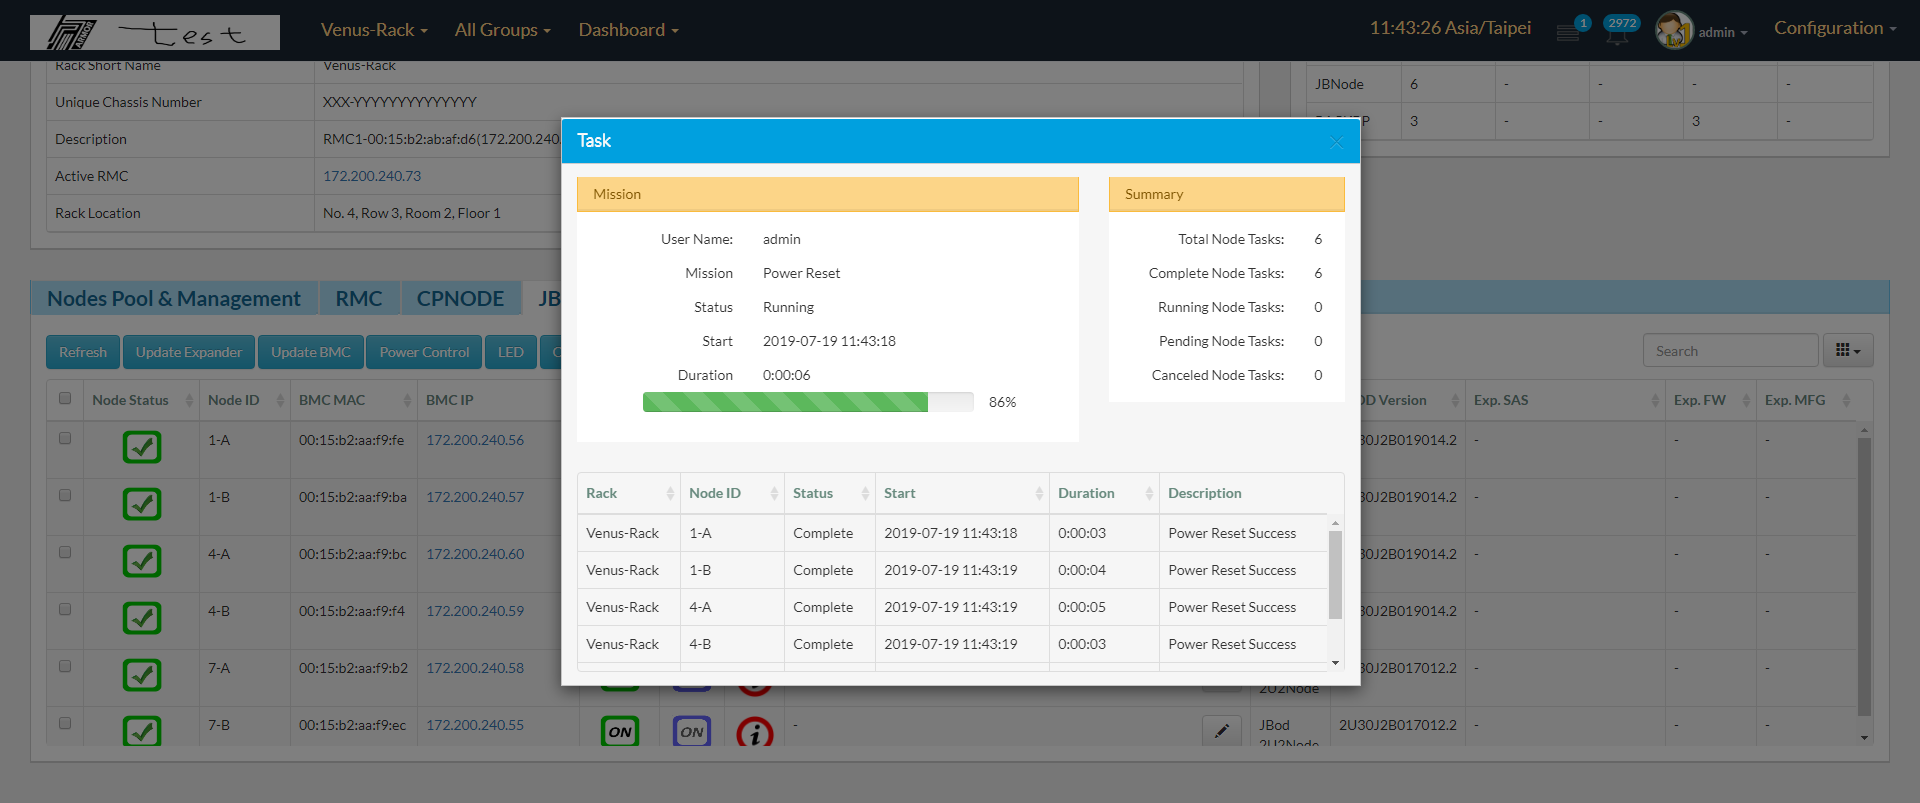 ARMOR test Venus-Rack All Groups Dashboard 11:43:26 Asia/Taipei 1 2972 admin Configuration
Rack Short Name Venus-Rack
Unique Chassis Number XXX-YYYYYYYYYYYYYY
Description RMC1-00:15:b2:ab:af:d6(172.200.240.
Active RMC 172.200.240.73
Rack Location No. 4, Row 3, Room 2, Floor 1
JBNode 6 - - - -
3 - - 3 -
Task
Mission
User Name: admin
Mission Power Reset
Status Running
Start 2019-07-19 11:43:18
Duration 0:00:06
86%
Summary
Total Node Tasks: 6
Complete Node Tasks: 6
Running Node Tasks: 0
Pending Node Tasks: 0
Canceled Node Tasks: 0
Rack Node ID Status Start Duration Description
Venus-Rack 1-A Complete 2019-07-19 11:43:18 0:00:03 Power Reset Success
Venus-Rack 1-B Complete 2019-07-19 11:43:19 0:00:04 Power Reset Success
Venus-Rack 4-A Complete 2019-07-19 11:43:19 0:00:05 Power Reset Success
Venus-Rack 4-B Complete 2019-07-19 11:43:19 0:00:03 Power Reset Success
Nodes Pool & Management RMC CPNODE JB
Refresh Update Expander Update BMC Power Control LED Search
Node Status Node ID BMC MAC BMC IP OD Version Exp. SAS Exp. FW Exp. MFG
1-A 00:15:b2:aa:f9:fe 172.200.240.56 30J2B019014.2 - - -
1-B 00:15:b2:aa:f9:ba 172.200.240.57 30J2B019014.2 - - -
4-A 00:15:b2:aa:f9:bc 172.200.240.60 30J2B019014.2 - - -
4-B 00:15:b2:aa:f9:f4 172.200.240.59 30J2B019014.2 - - -
7-A 00:15:b2:aa:f9:b2 172.200.240.58 30J2B017012.2 - - -
2U2Node
7-B 00:15:b2:aa:f9:ec 172.200.240.55 ON ON i - JBod 2U30J2B017012.2 - - -
2U2Node